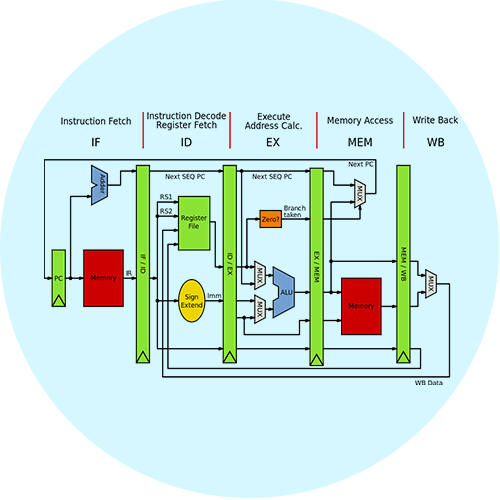 Instruction Fetch
IF
Instruction Decode
Register Fetch
ID
Execute
Address Calc.
EX
Memory Access
MEM
Write Back
WB
Next PC
Adder
Next SEQ PC
Next SEQ PC
MUX
RS1
RS2
Register
File
Branch
taken
Zero?
IF / ID
ID / EX
EX / MEM
MEM / WB
PC
Memory
IR
MUX
ALU
MUX
Sign
Extend
Imm
MUX
Memory
WB Data